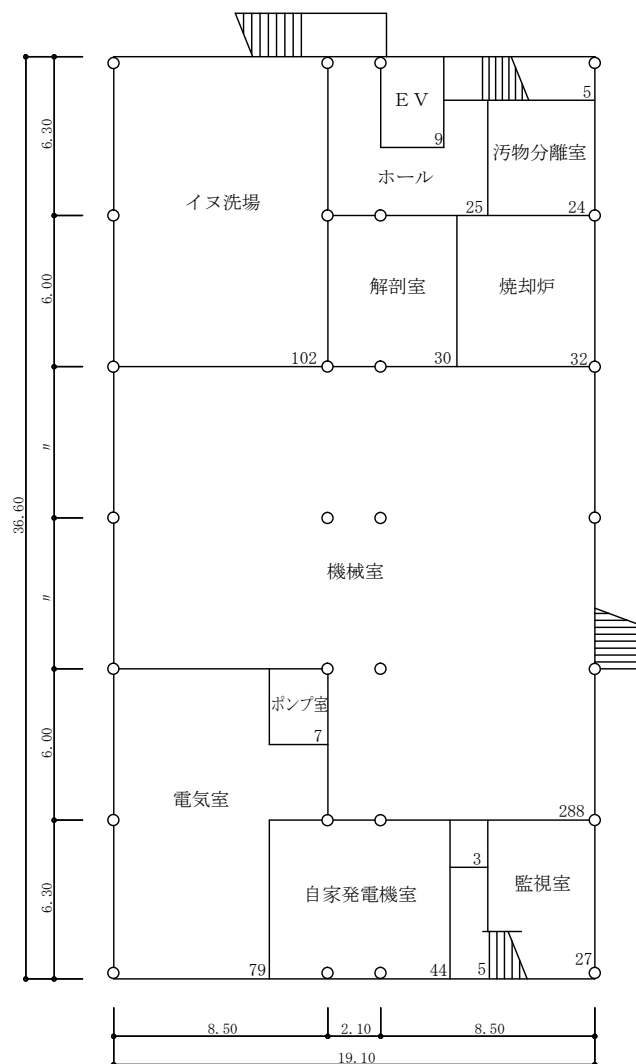 5
ＥＶ
9
汚物分離室
ホール
イヌ洗場
25
24
6.30
解剖室
焼却炉
6.00
102
30
32
〃
36.60
機械室
〃
ポンプ室
7
6.00
電気室
288
3
監視室
自家発電機室
6.30
79
44
5
27
8.50
2.10
8.50
19.10